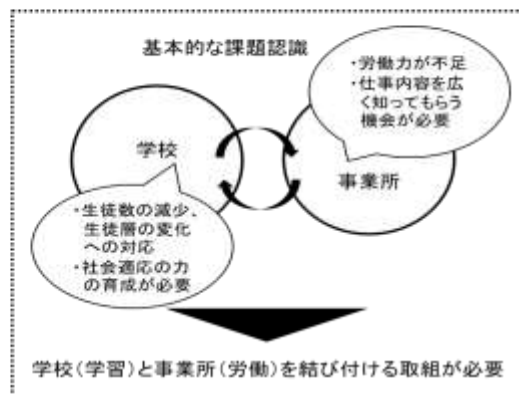 基本的な課題認識
・労働力が不足
・仕事内容を広
く知ってもらう
機会が必要
学校
事業所
・生徒数の減少、
生徒層の変化
への対応
・社会適応の力
の育成が必要
学校(学習)と事業所(労働)を結び付ける取組が必要